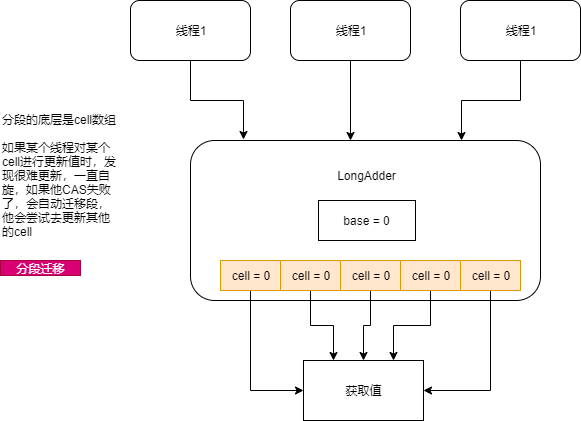 线程1
线程1
线程1
分段的底层是cell数组
如果某个线程对某个
cell进行更新值时，发
现很难更新，一直自
旋，如果他CAS失败
了，会自动迁移段，
他会尝试去更新其他
的cell
分段迁移
LongAdder
base = 0
cell = 0
cell = 0
cell = 0
cell = 0
cell = 0
获取值